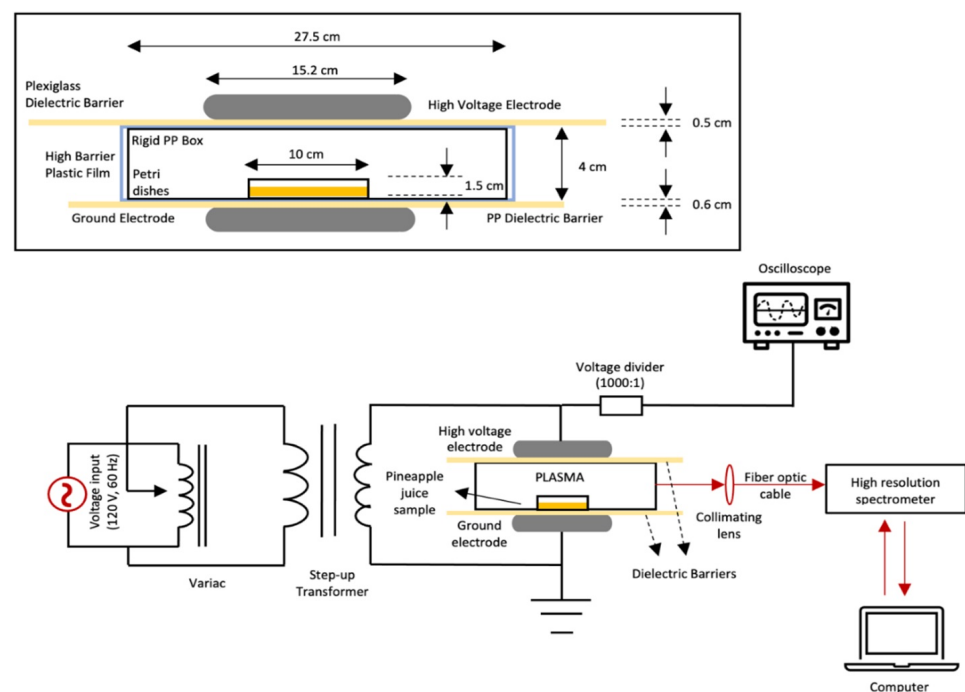 27.5 cm
15.2 cm
Plexiglass
Dielectric Barrier
High Voltage Electrode
0.5 cm
Rigid PP Box
High Barrier
Plastic Film
10 cm
4 cm
Petri
dishes
1.5 cm
Ground Electrode
PP Dielectric Barrier
0.6 cm
Oscilloscope
Voltage divider
(1000:1)
High voltage
electrode
Voltage input
(120 V, 60 Hz)
Pineapple
juice
sample
PLASMA
Fiber optic
cable
High resolution
spectrometer
Ground
electrode
Collimating
lens
Variac
Step-up
Transformer
Dielectric Barriers
Computer